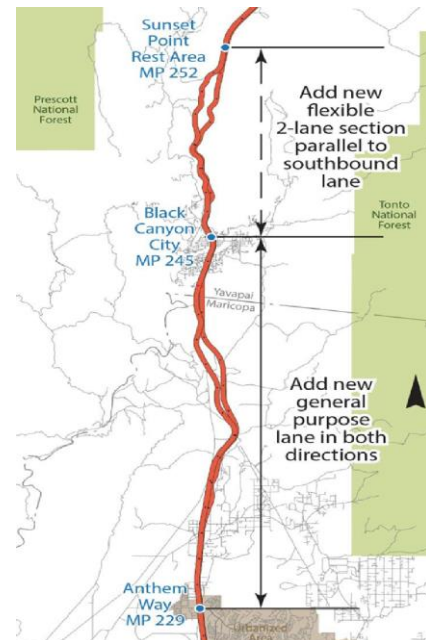 Sunset
Point
Rest Area
MP 252
Prescott
National
Forest
Add new
flexible
2-lane section
parallel to
southbound
lane
Tonto
National
Forest
Black
Canyon
City
MP 245
Yavapai
Maricopa
Add new
general
purpose
lane in both
directions
Anthem
Way
MP 229
Urbanized